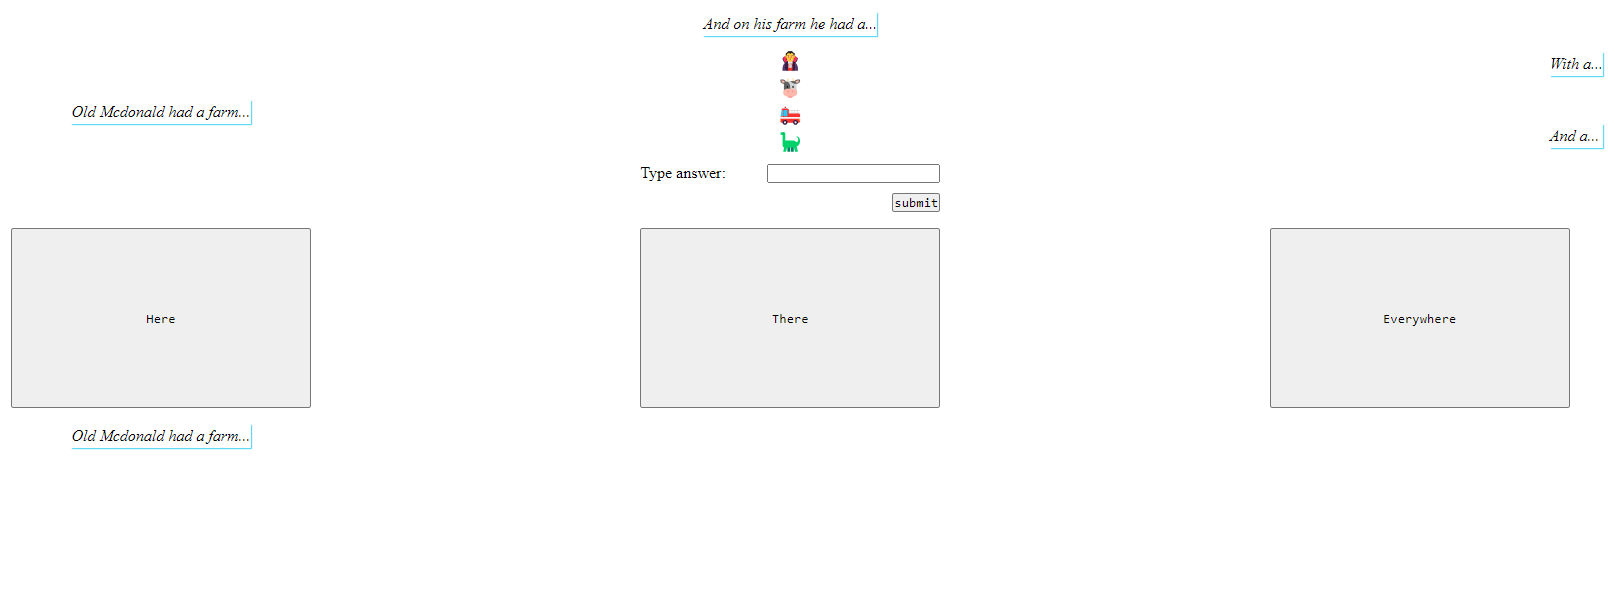 And on his farm he had a...
With a...
Old Mcdonald had a farm...
And a...
Type answer:
submit
Here
There
Everywhere
Old Mcdonald had a farm...